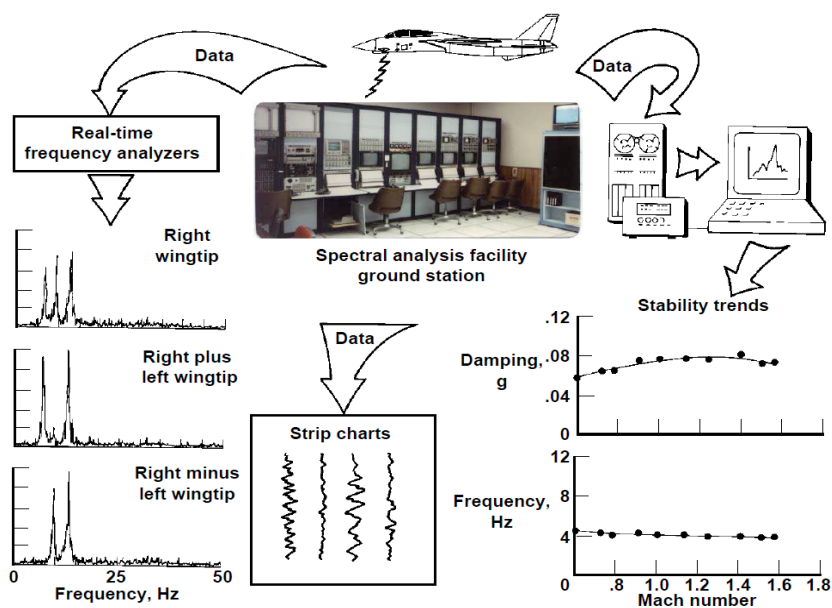 Data
Data
Real-time
frequency analyzers
Spectral analysis facility
ground station
Right
wingtip
Right plus
left wingtip
Right minus
left wingtip
0
25
50
Frequency, Hz
Data
Strip charts
Stability trends
.12
Damping,
g
.08
.04
0
12
Frequency,
Hz
8
4
0
0
.8
1.0
1.2
1.4
1.6
1.8
Mach number